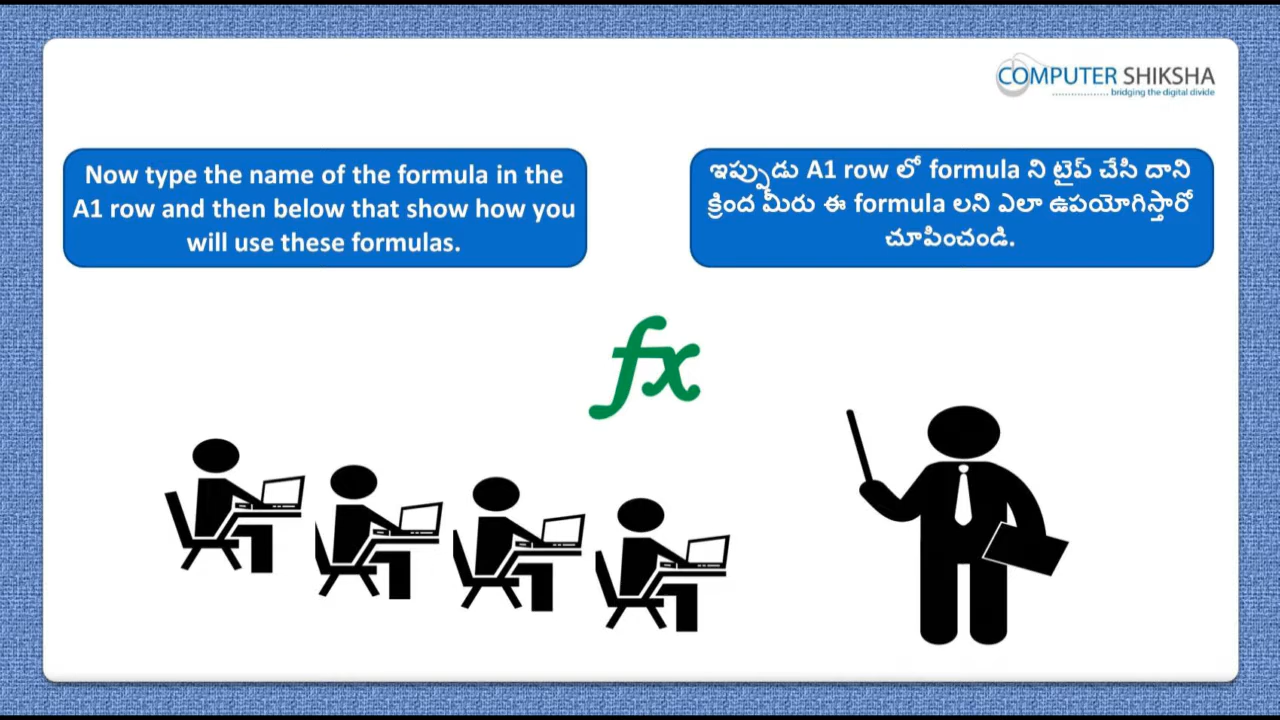 COMPUTER SHIKSHA
bridging the digital divide
Now type the name of the formula in the
A1 row and then below that show how you
will use these formulas.
ఇప్పుడు A1 row లో formula ని టైప్ చేసి దాని
క్రింద మీరు ఈ formula లని ఎలా ఉపయోగిస్తారో
చూపించండి.
fx